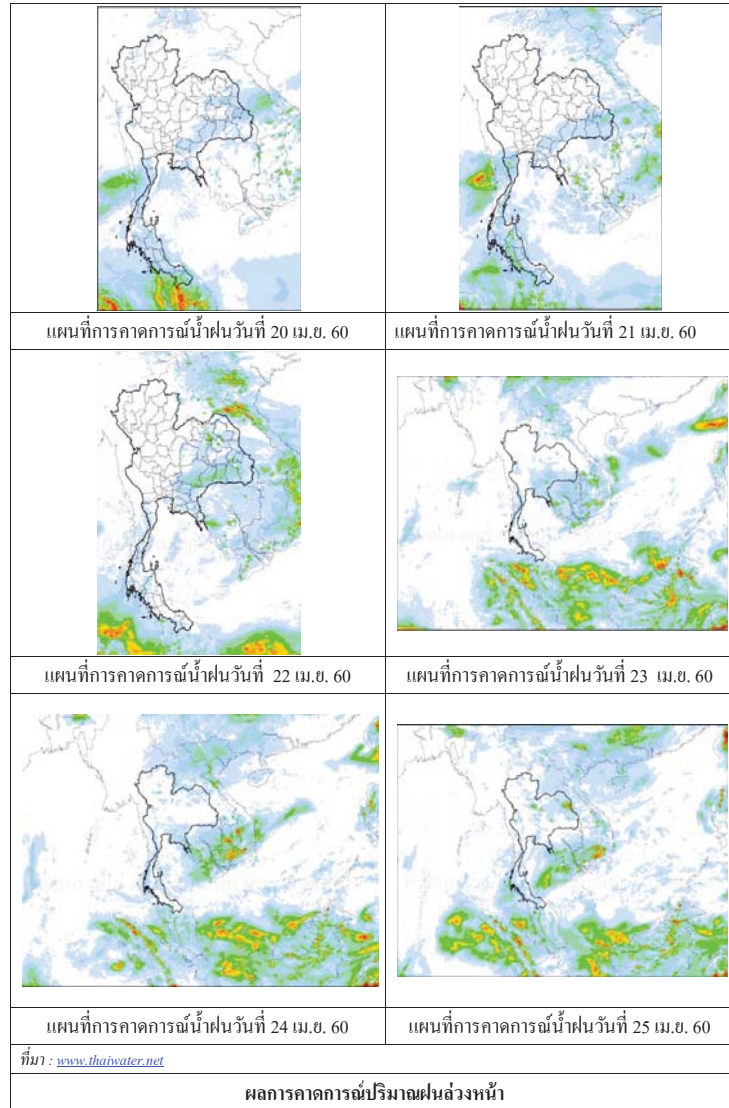 แผนที่การคาดการณ์น้ำฝนวันที่ 20 เม.ย. 60
แผนที่การคาดการณ์น้ำฝนวันที่ 21 เม.ย. 60
แผนที่การคาดการณ์น้ำฝนวันที่ 22 เม.ย. 60
แผนที่การคาดการณ์น้ำฝนวันที่ 23 เม.ย. 60
แผนที่การคาดการณ์น้ำฝนวันที่ 24 เม.ย. 60
แผนที่การคาดการณ์น้ำฝนวันที่ 25 เม.ย. 60
ที่มา : www.thaiwater.net
ผลการคาดการณ์ปริมาณฝนล่วงหน้า